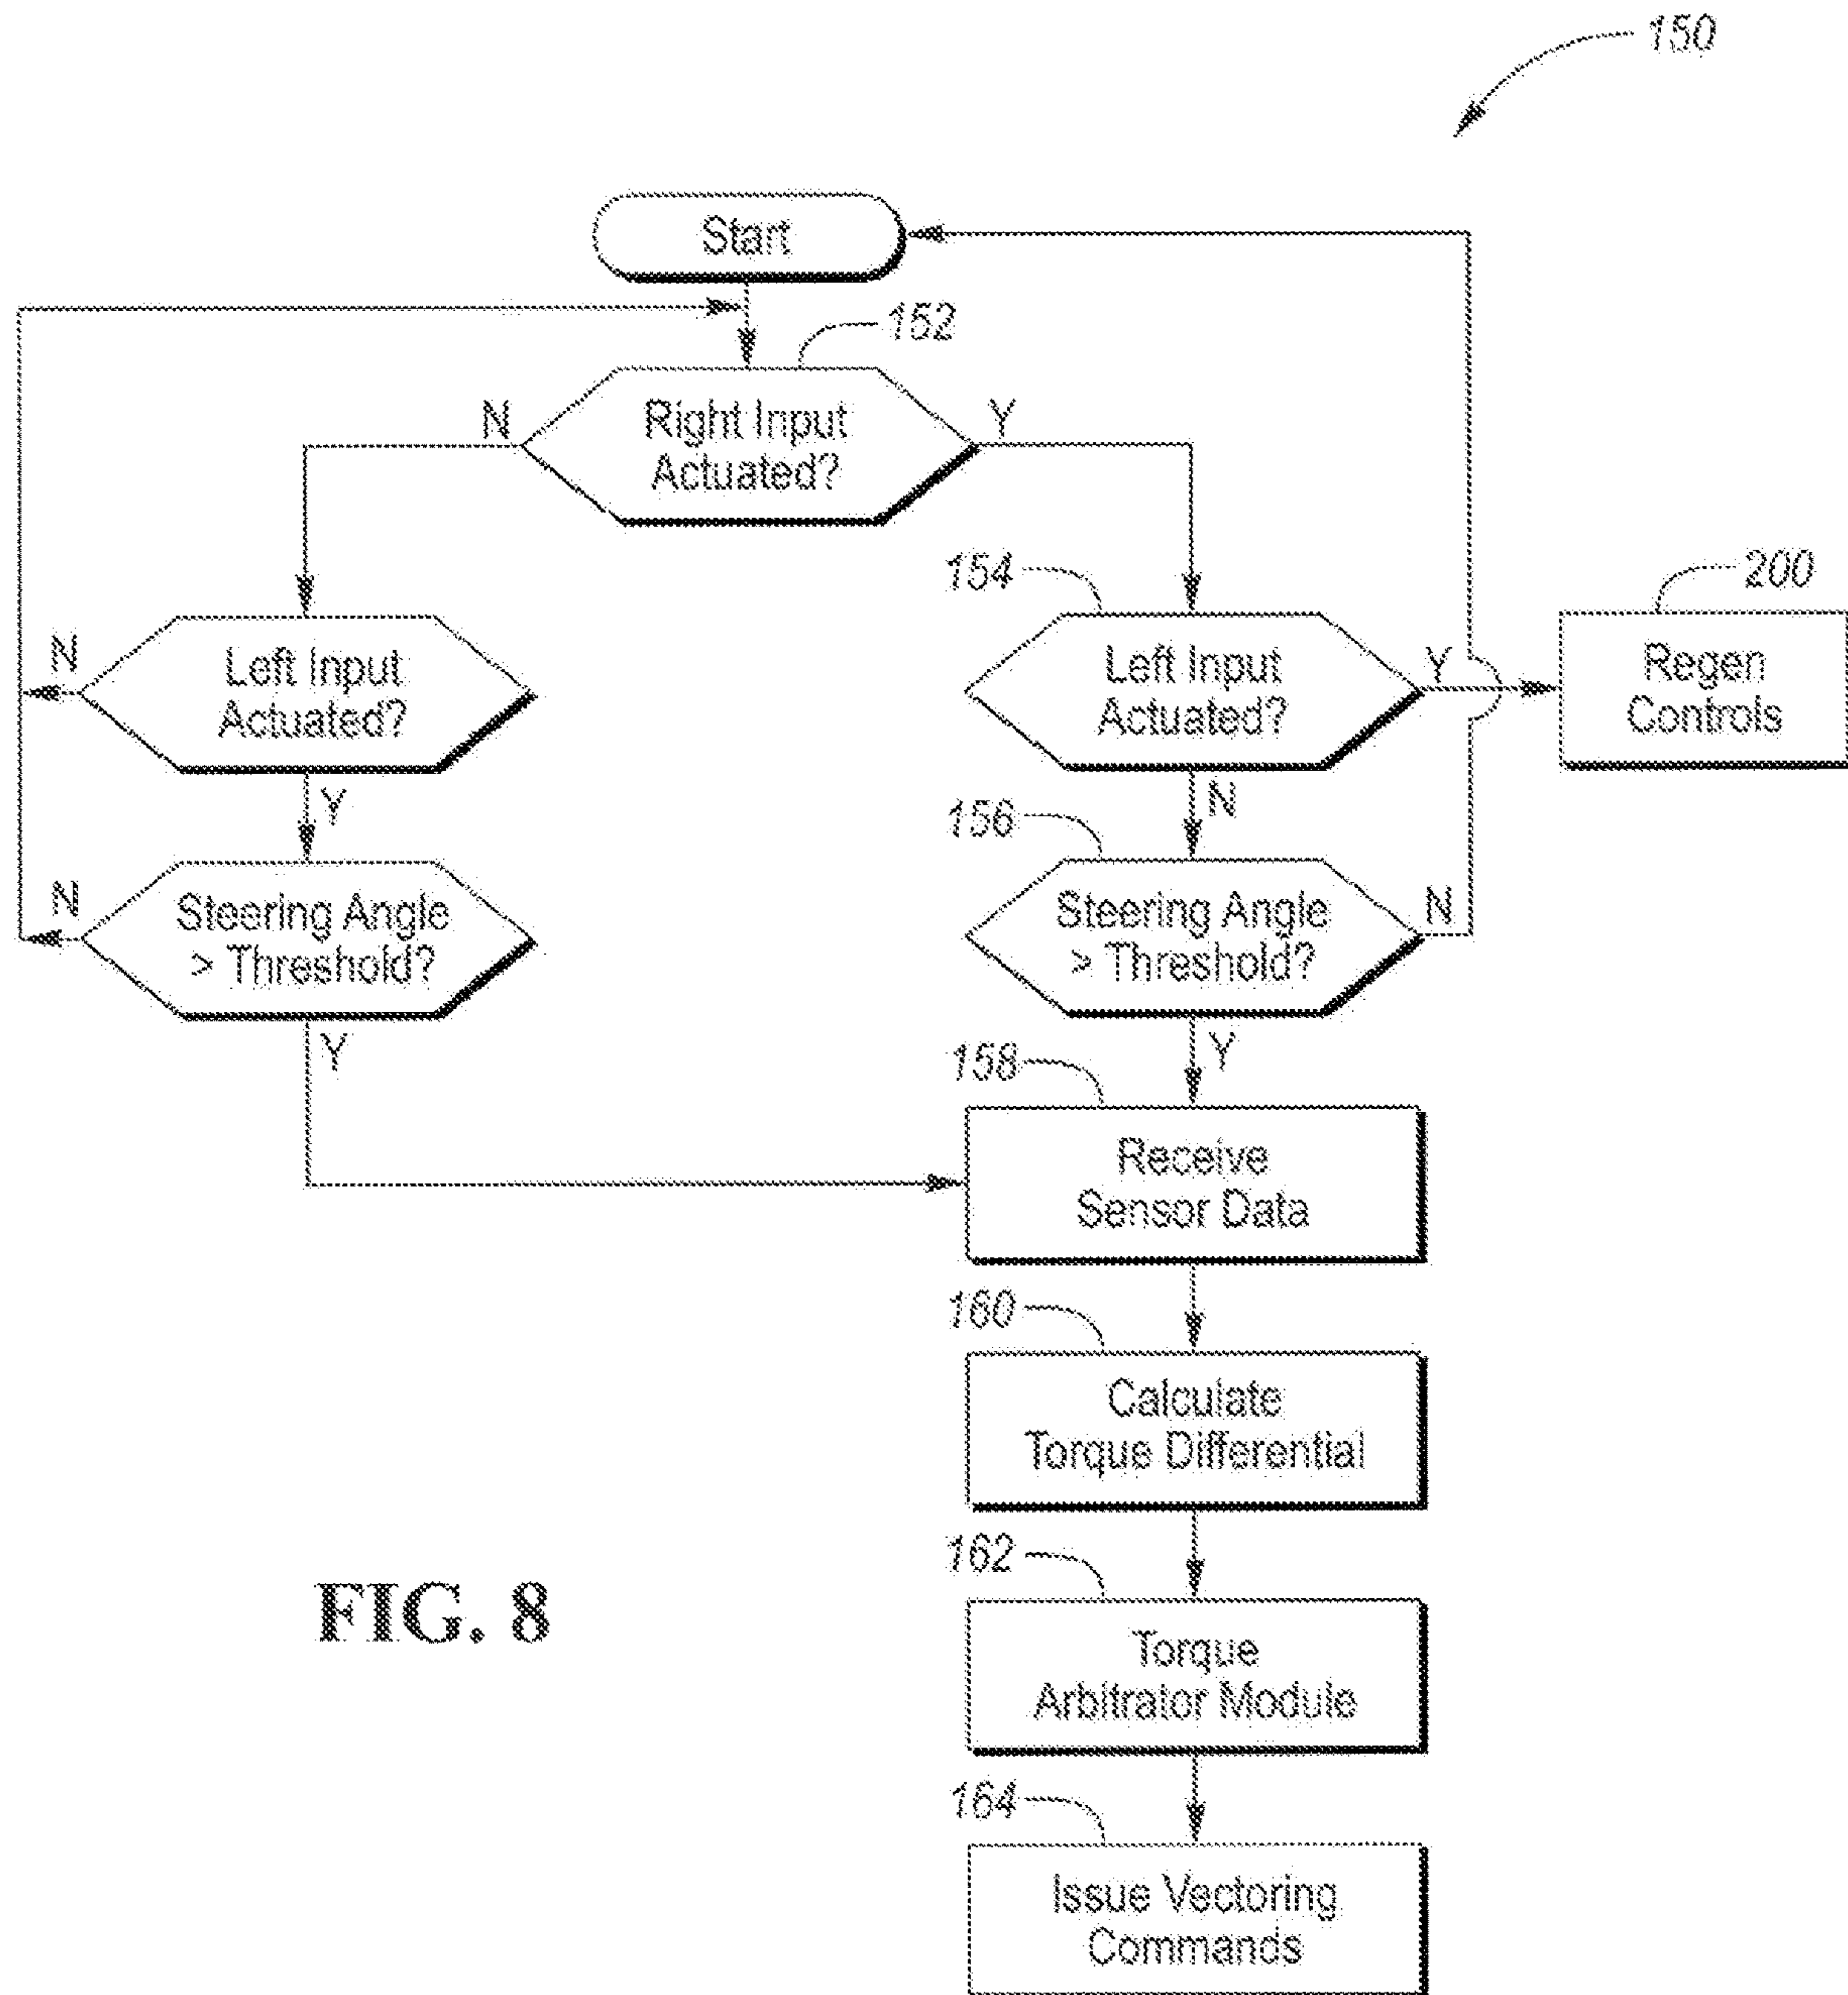 150
Start
152
N
Right Input
Actuated?
Y
154
200
N
Left Input
Actuated?
Left Input
Actuated?
Y
Regen
Controls
Y
N
156
N
Steering Angle
> Threshold?
Steering Angle
> Threshold?
N
Y
Y
158
Receive
Sensor Data
160
Calculate
Torque Differential
162
FIG. 8
Torque
Arbitrator Module
164
Issue Vectoring
Commands